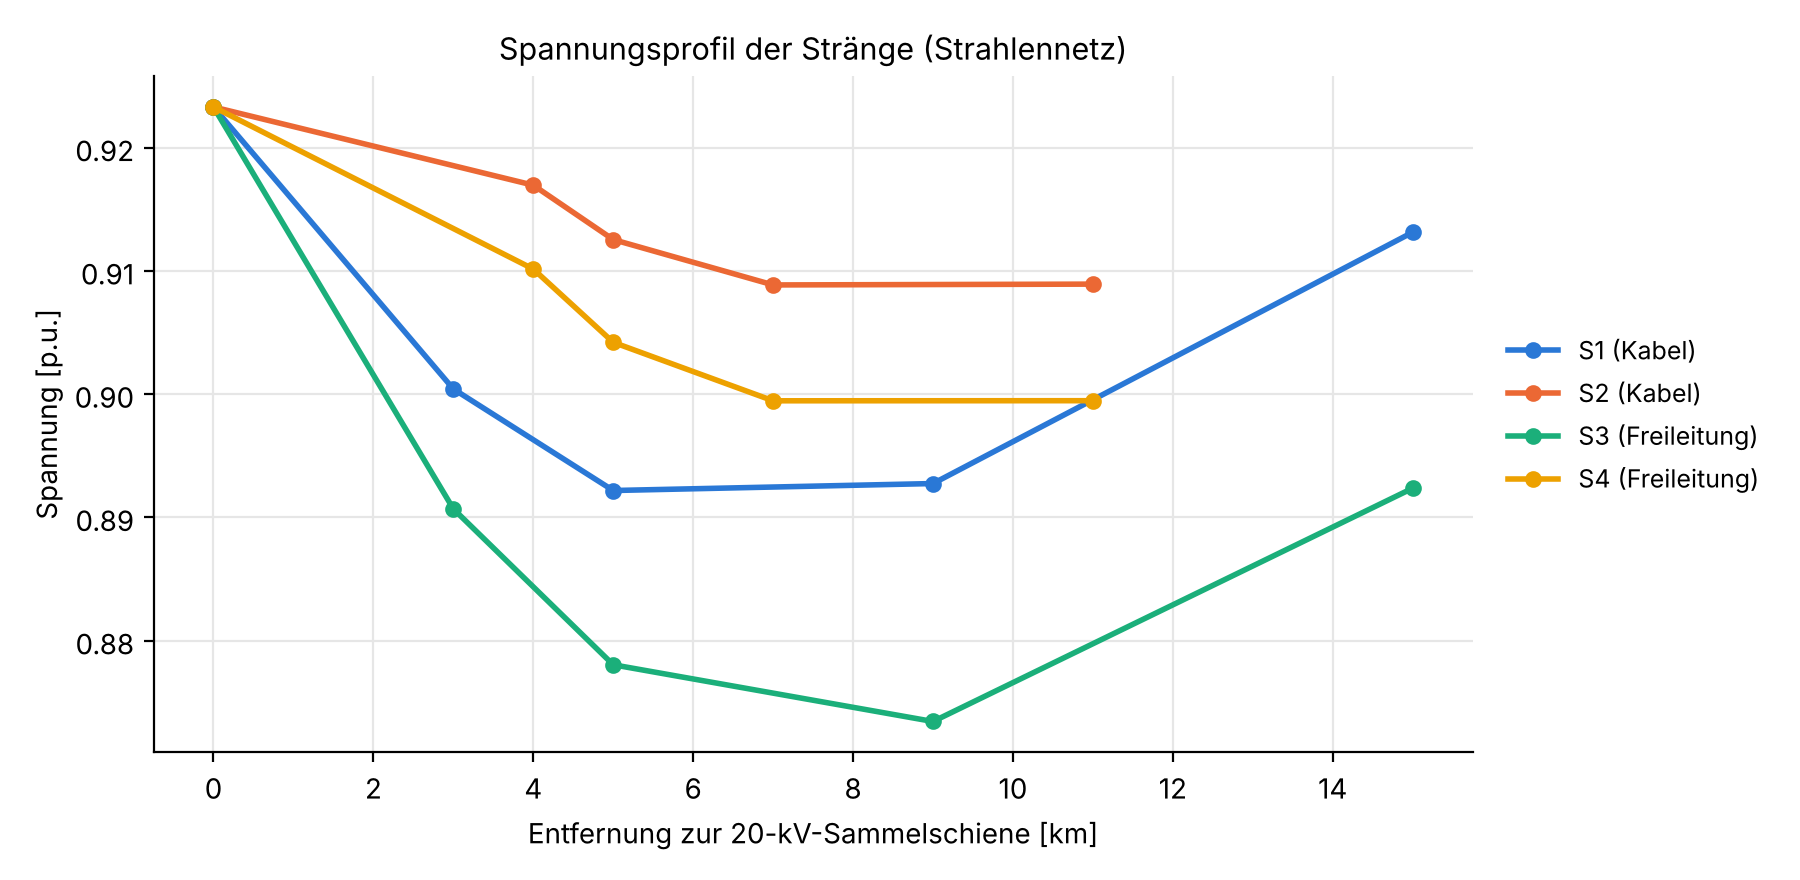 Spannungsprofil der Stränge (Strahlennetz)
Spannung [p.u.]
0.92
0.91
0.90
0.89
0.88
0 2 4 6 8 10 12 14
Entfernung zur 20-kV-Sammelschiene [km]
S1 (Kabel)
S2 (Kabel)
S3 (Freileitung)
S4 (Freileitung)